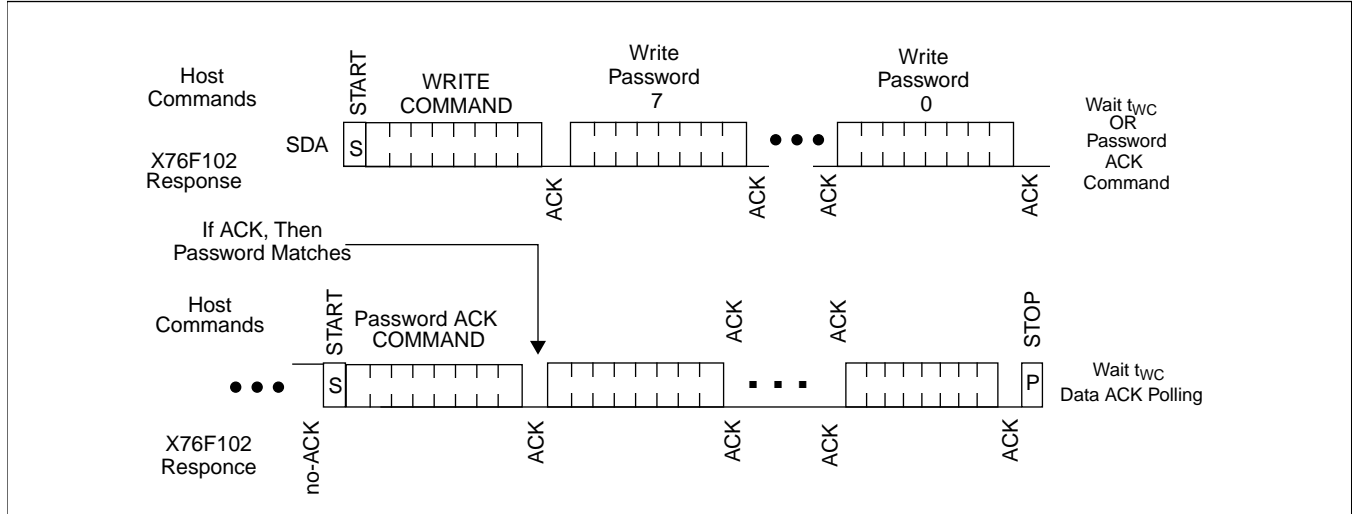 Host
Commands
START
WRITE
COMMAND
Write
Password
7
Write
Password
0
Wait tWC
OR
Password
ACK
Command
SDA
S
X76F102
Response
ACK
ACK
ACK
ACK
If ACK, Then
Password Matches
Host
Commands
START
Password ACK
COMMAND
ACK
ACK
STOP
S
P
Wait tWC
Data ACK Polling
X76F102
Responce
no-ACK
ACK
ACK
ACK
ACK